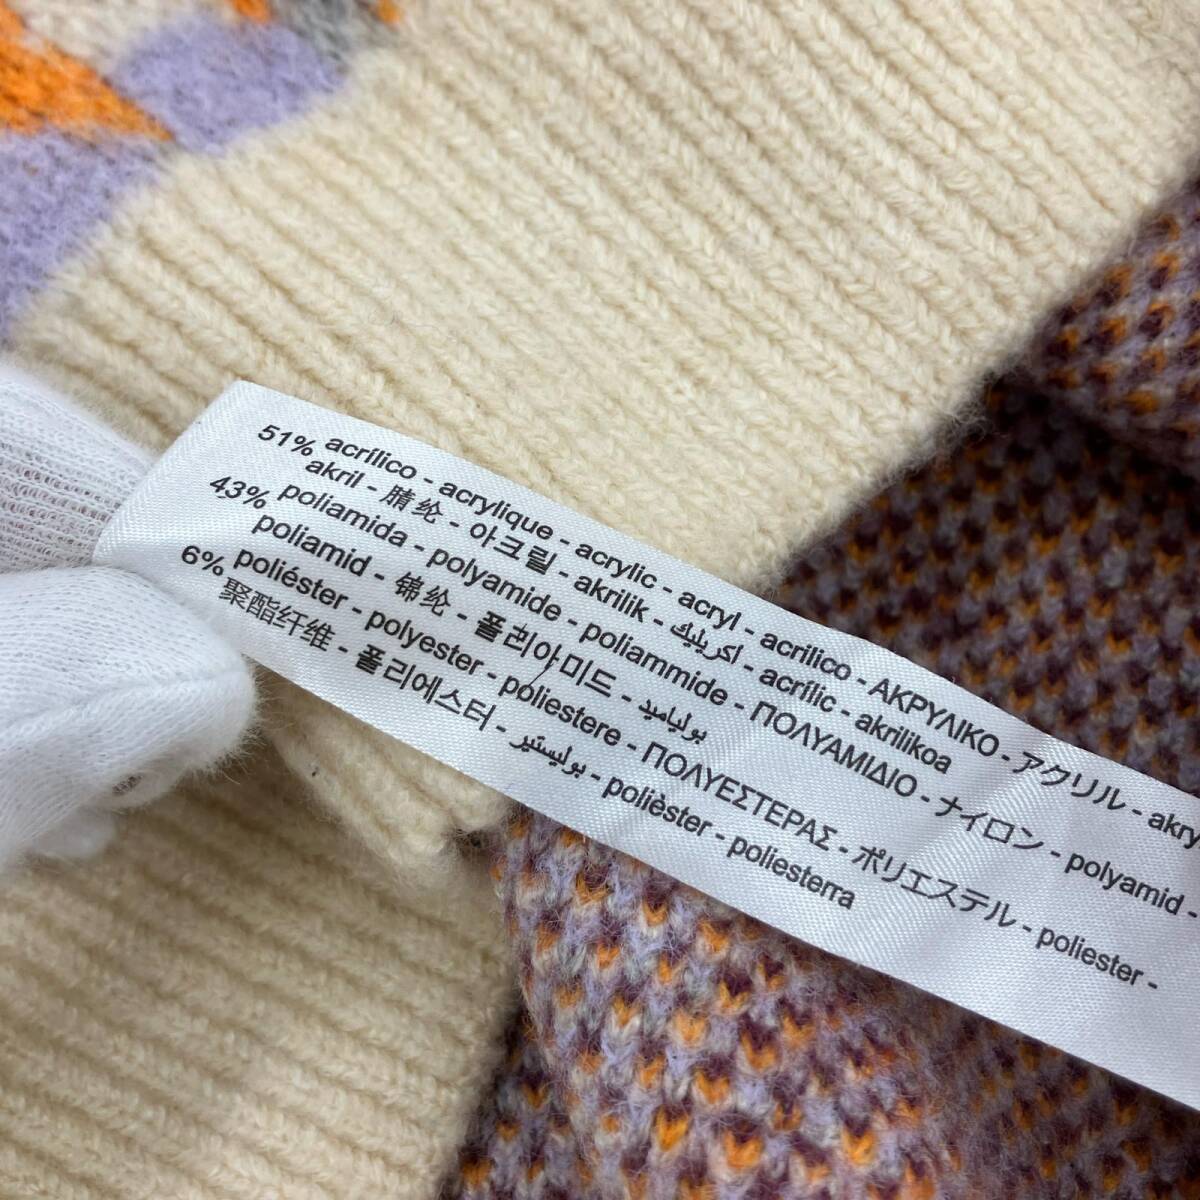 51% acrílico - acrylique - acrylic - acryl - acrilico - ΑΚΡΥΛΙΚΟ - アクリル -
akril - 腈纶 - 아크릴 - akrilik - اكريليك - acrílic - akrilikoa
43% poliamida - polyamide - poliammide - ΠΟΛΥΑΜΙΔΙΟ - ナイロン - polyamid -
poliamid - 锦纶 - 폴리아미드 - بولياميد
6% poliéster - polyester - poliestere - ΠΟΛΥΕΣΤΕΡΑΣ - ポリエステル - poliester -
聚酯纤维 - 폴리에스터 - بوليستير - polièster - poliesterra